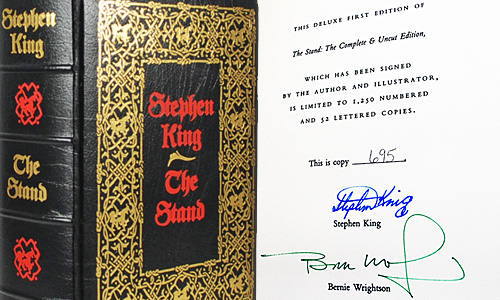 Stephen
King
The
Stand
Stephen
King
The
Stand
THIS DELUXE FIRST EDITION OF
The Stand: The Complete & Uncut Edition,
WHICH HAS BEEN SIGNED
BY THE AUTHOR AND ILLUSTRATOR,
IS LIMITED TO 1,250 NUMBERED
AND 52 LETTERED COPIES.
This is copy 695
Stephen King
Stephen King
Bernie Wrightson